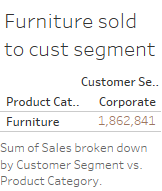 Furniture sold
to cust segment
Customer Se..
Product Cat.. Corporate
Furniture 1,862,841
Sum of Sales broken down
by Customer Segment vs.
Product Category.